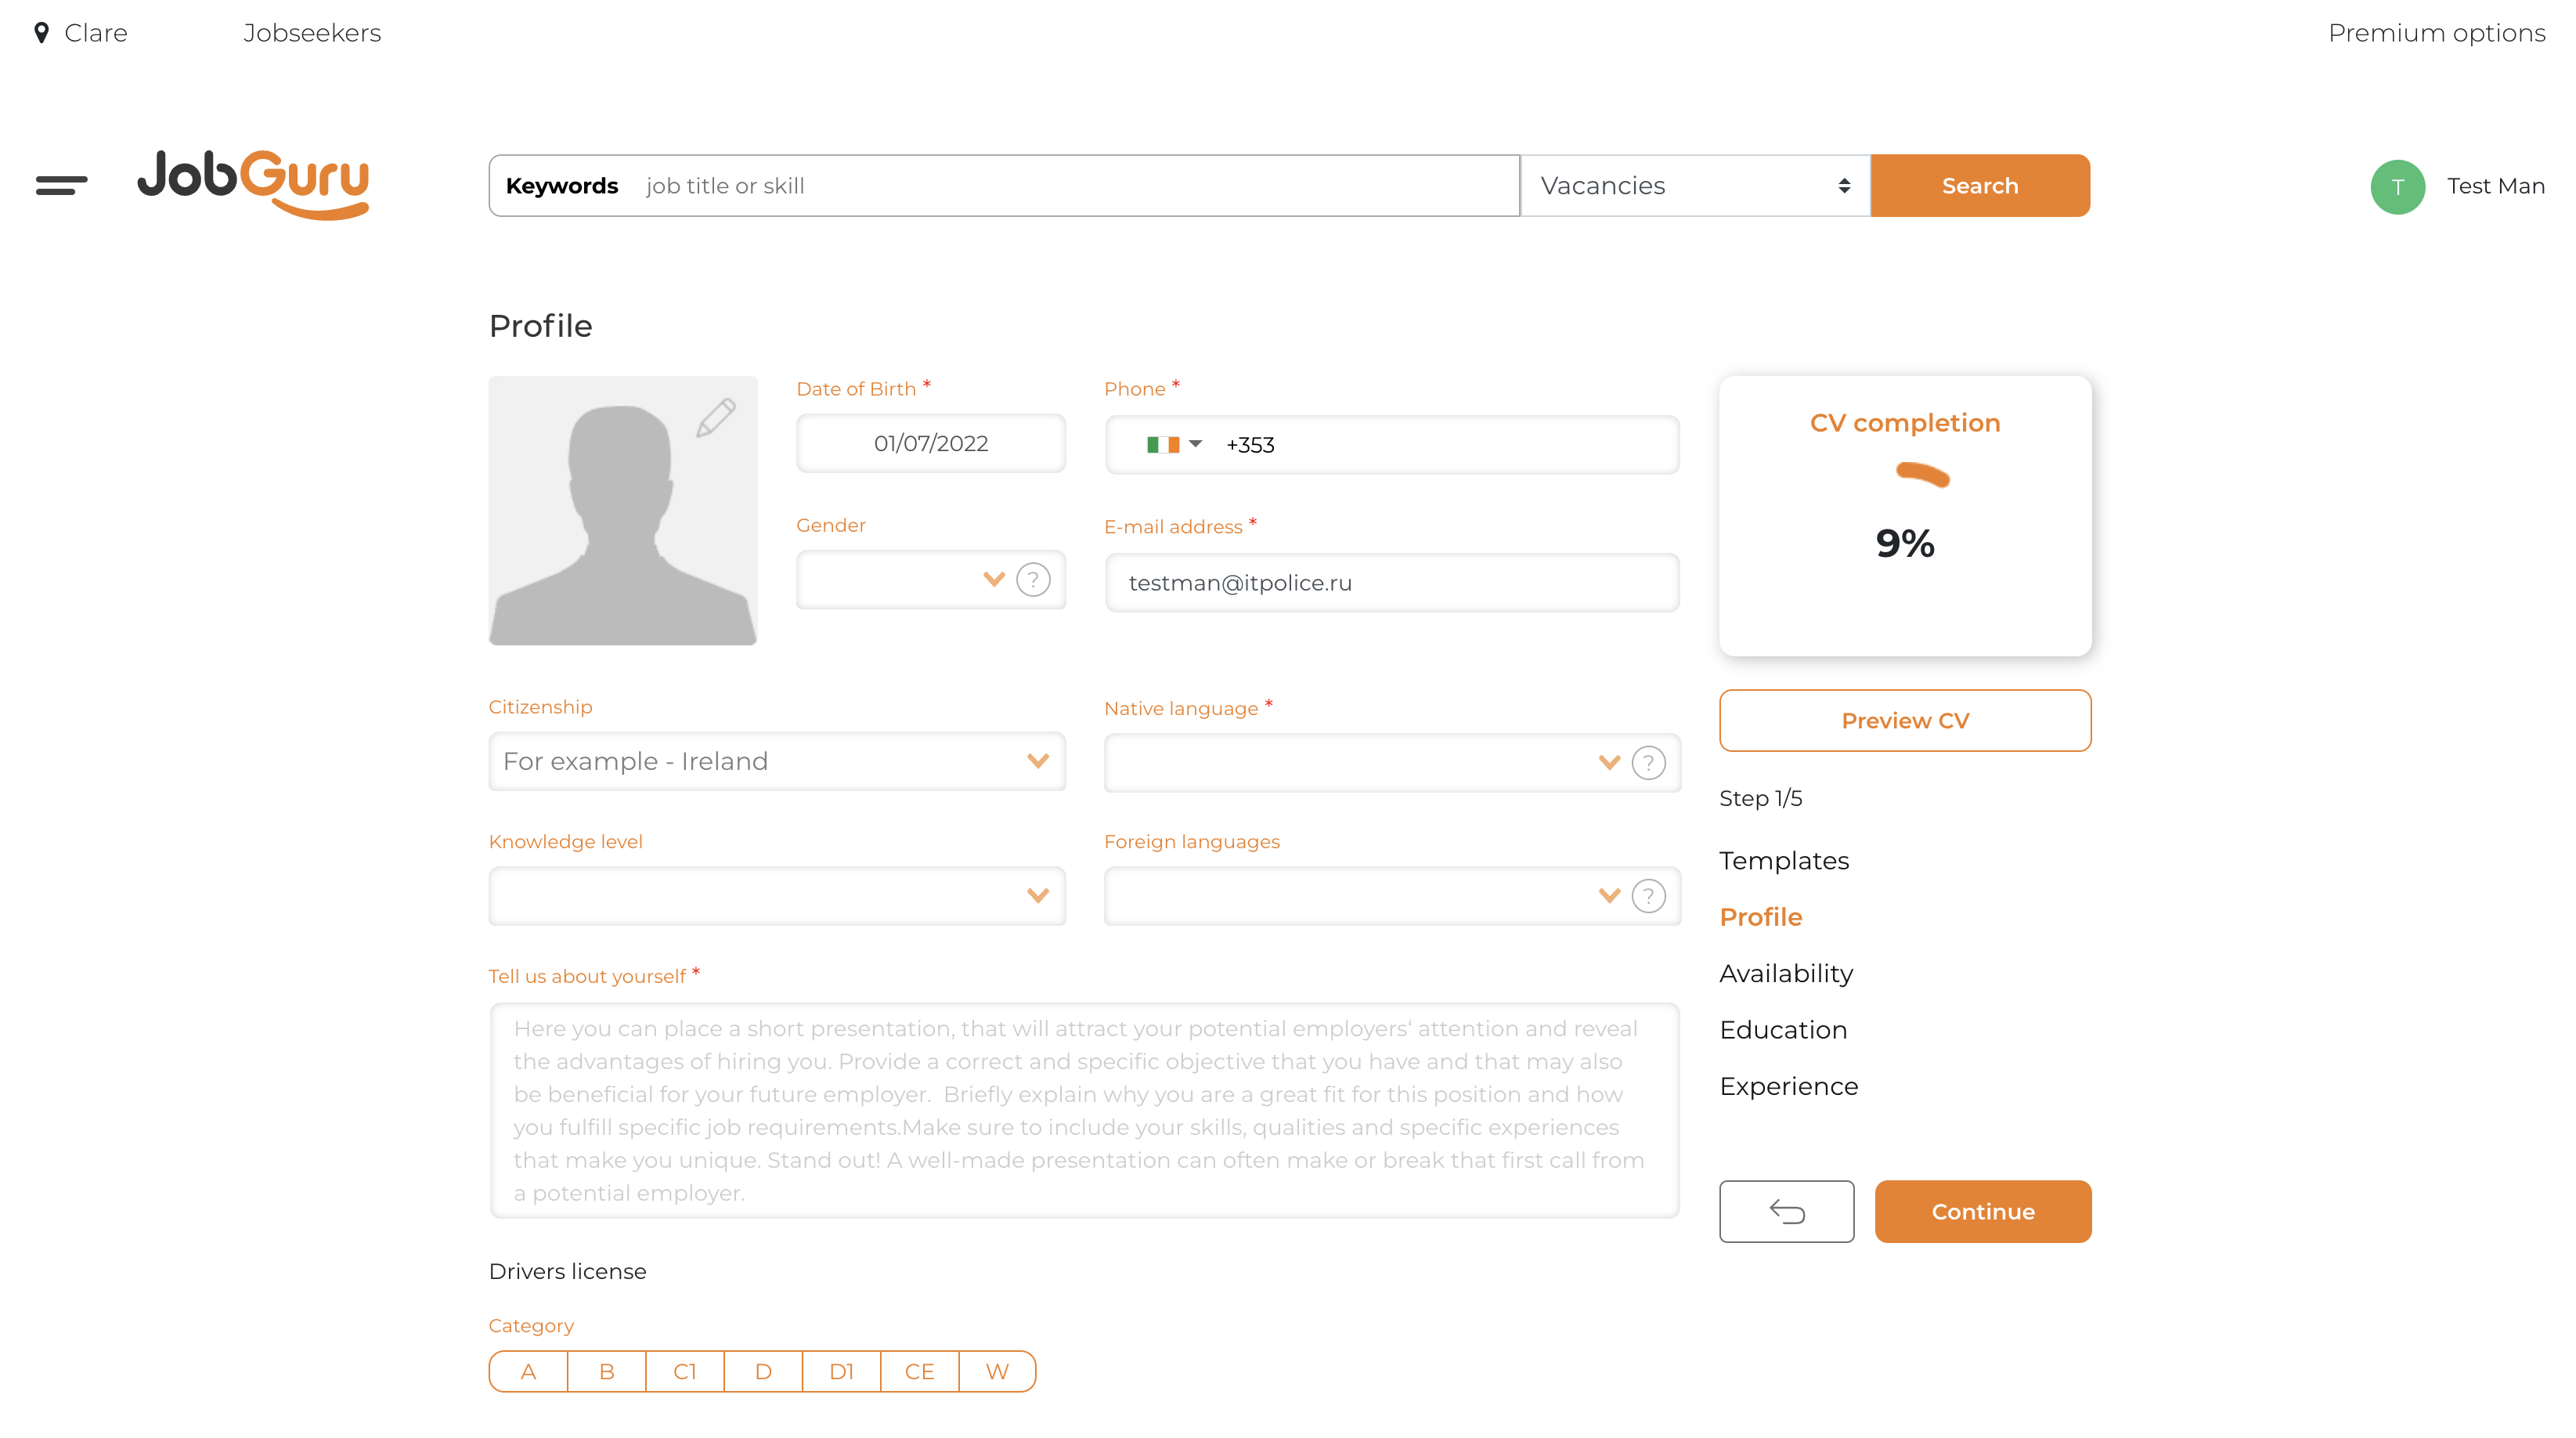 Clare
Jobseekers
Premium options
JobGuru
Keywords job title or skill
Vacancies
Search
T
Test Man
Profile
Date of Birth *
01/07/2022
Phone *
+353
Gender
?
E-mail address *
testman@itpolice.ru
CV completion
9%
Citizenship
For example - Ireland
Native language *
?
Knowledge level
Foreign languages
?
Tell us about yourself *
Here you can place a short presentation, that will attract your potential employers‘ attention and reveal
the advantages of hiring you. Provide a correct and specific objective that you have and that may also
be beneficial for your future employer.  Briefly explain why you are a great fit for this position and how
you fulfill specific job requirements.Make sure to include your skills, qualities and specific experiences
that make you unique. Stand out! A well-made presentation can often make or break that first call from
a potential employer.
Drivers license
Category
A B C1 D D1 CE W
Preview CV
Step 1/5
Templates
Profile
Availability
Education
Experience
Continue